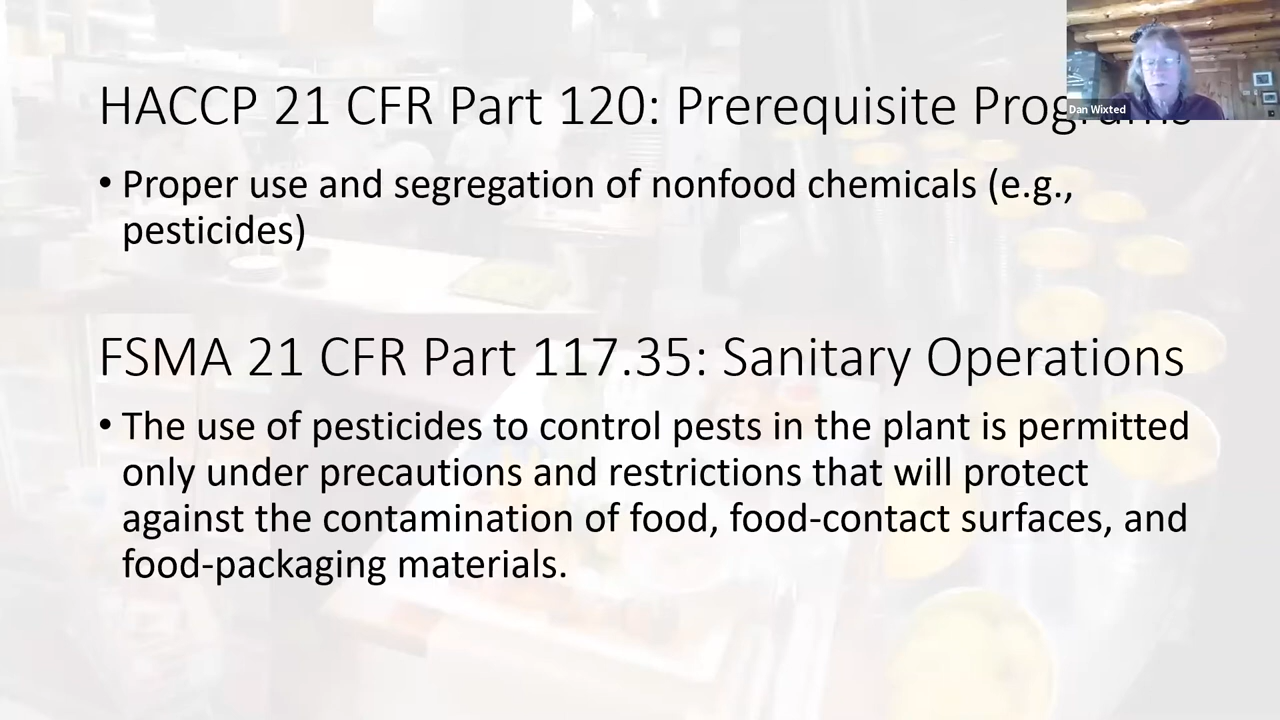 HACCP 21 CFR Part 120: Prerequisite Programs
Dan Wixted
• Proper use and segregation of nonfood chemicals (e.g.,
pesticides)
FSMA 21 CFR Part 117.35: Sanitary Operations
• The use of pesticides to control pests in the plant is permitted
only under precautions and restrictions that will protect
against the contamination of food, food-contact surfaces, and
food-packaging materials.